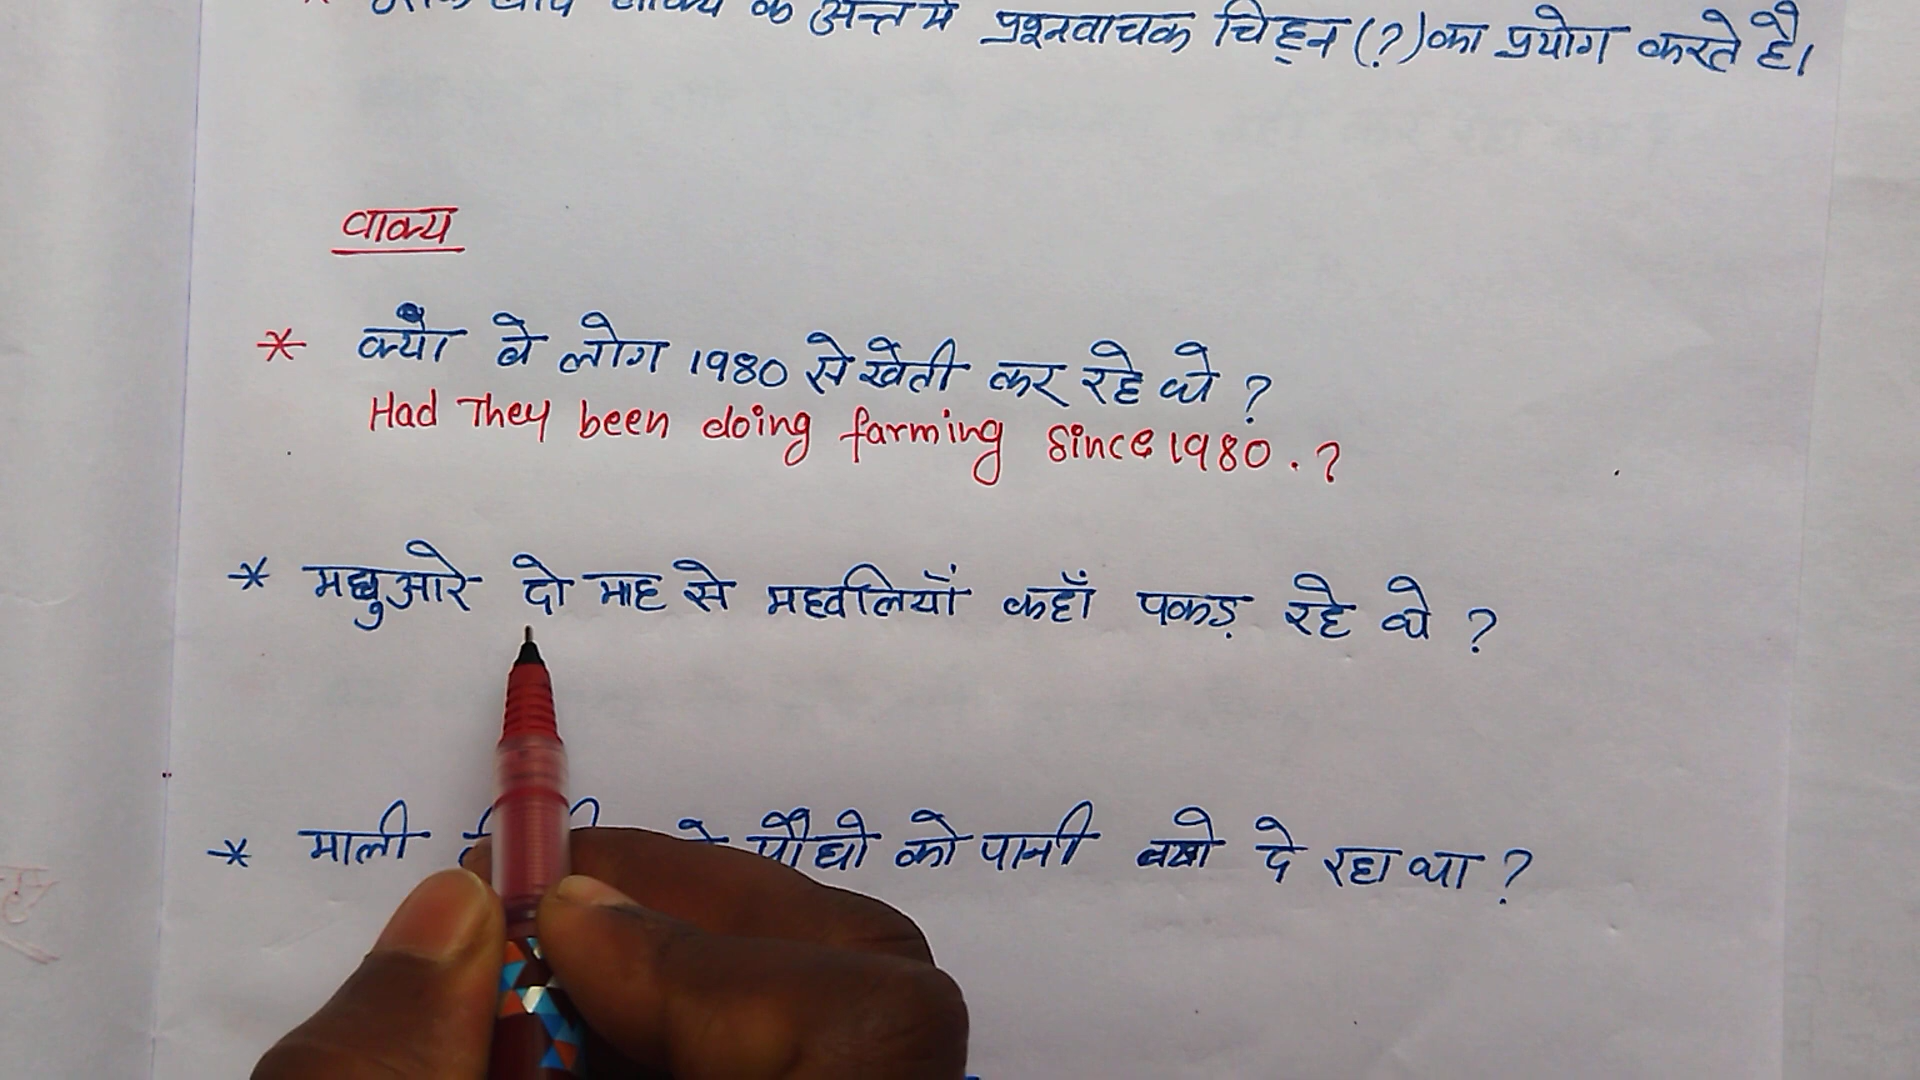 वाक्य के अन्त मे प्रश्नवाचक चिह्न (?) का प्रयोग करते है।
वाक्य
* क्यो वे लोग 1980 से खेती कर रहे थे ?
Had They been doing farming Since 1980 . ?
* मछुआरे दो माह से मछलियाँ कहाँ पकड़ रहे थे ?
* माली पौधो को पानी क्यो दे रहा था ?